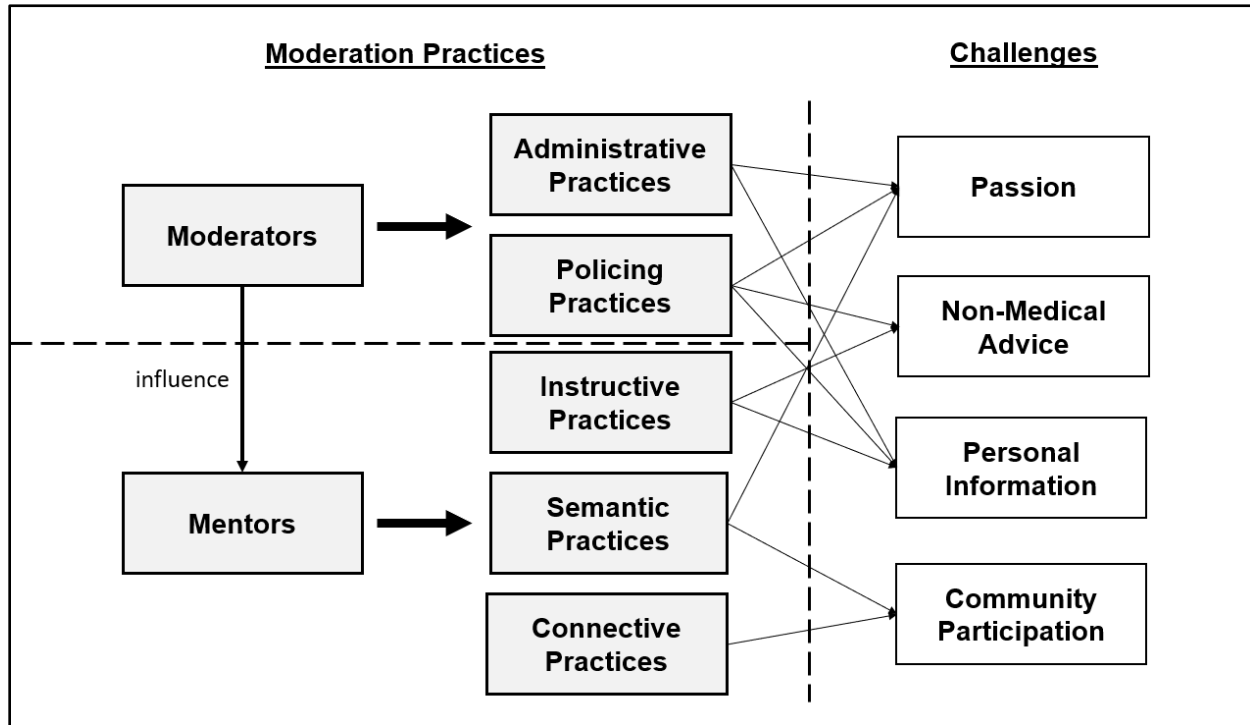 Moderation Practices
Challenges
Moderators
influence
Mentors
Administrative
Practices
Policing
Practices
Instructive
Practices
Semantic
Practices
Connective
Practices
Passion
Non-Medical
Advice
Personal
Information
Community
Participation